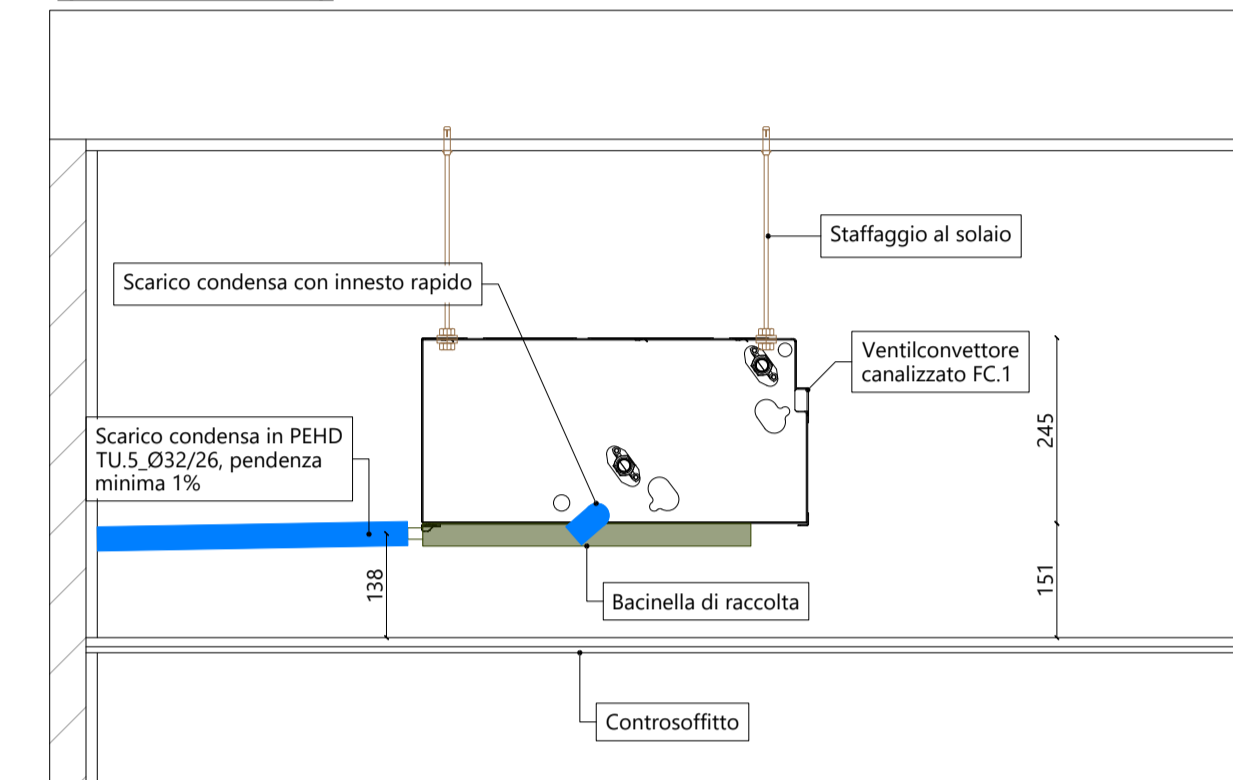 Staffaggio al solaio
Scarico condensa con innesto rapido
Ventilconvettore
canalizzato FC.1
245
Scarico condensa in PEHD
TU.5_Ø32/26, pendenza
minima 1%
138
151
Bacinella di raccolta
Controsoffitto